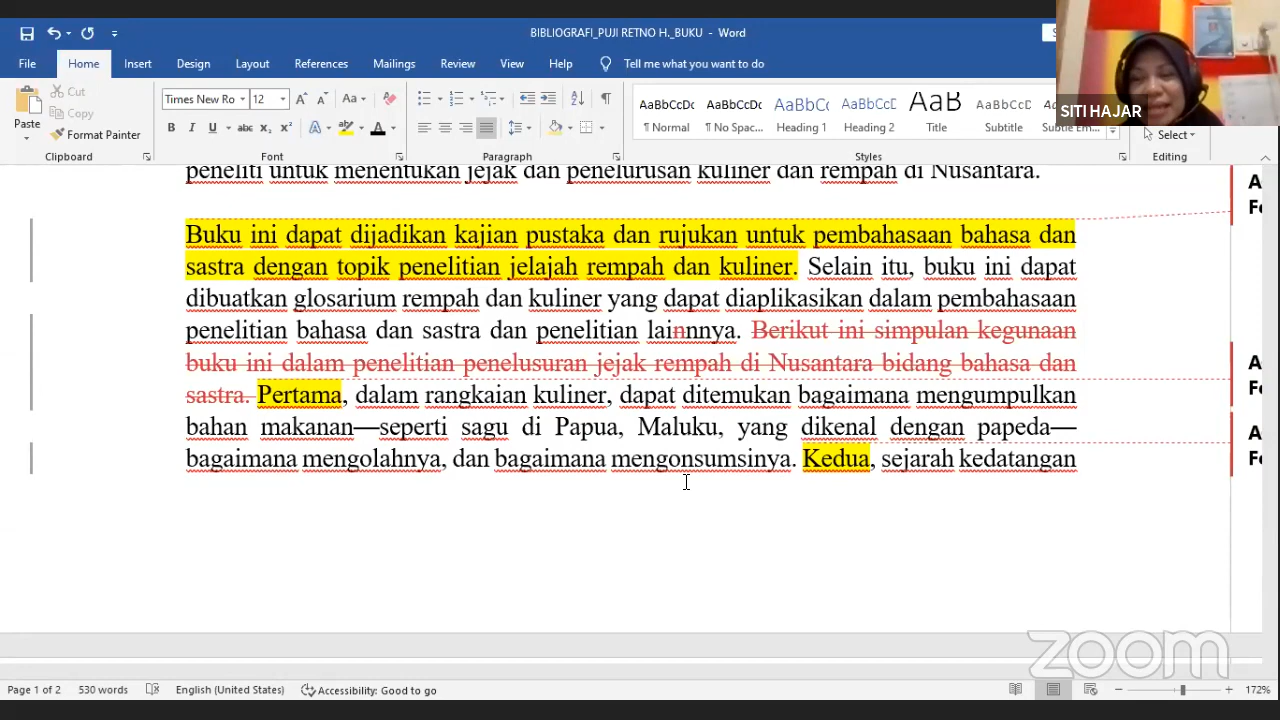 BIBLIOGRAFI_PUJI RETNO H._BUKU - Word
File Home Insert Design Layout References Mailings Review View Help Tell me what you want to do
SITI HAJAR
Paste
Cut
Copy
Format Painter
Clipboard
Times New Ro 12
Aa
B I U abc x₂ x² A A
Font
Paragraph
AaBbCcDc AaBbCcDc AaBbCc AaBbCcD AaB AaBbCcD
¶ Normal ¶ No Spac... Heading 1 Heading 2 Title Subtitle Subtle Em...
Styles
Select
Editing
peneliti untuk menentukan jejak dan penelurusan kuliner dan rempah di Nusantara.
Buku ini dapat dijadikan kajian pustaka dan rujukan untuk pembahasaan bahasa dan
sastra dengan topik penelitian jelajah rempah dan kuliner. Selain itu, buku ini dapat
dibuatkan glosarium rempah dan kuliner yang dapat diaplikasikan dalam pembahasaan
penelitian bahasa dan sastra dan penelitian lainnnya. Berikut ini simpulan kegunaan
buku ini dalam penelitian penelusuran jejak rempah di Nusantara bidang bahasa dan
sastra. Pertama, dalam rangkaian kuliner, dapat ditemukan bagaimana mengumpulkan
bahan makanan—seperti sagu di Papua, Maluku, yang dikenal dengan papeda—
bagaimana mengolahnya, dan bagaimana mengonsumsinya. Kedua, sejarah kedatangan
zoom
Page 1 of 2 530 words English (United States) Accessibility: Good to go 172%